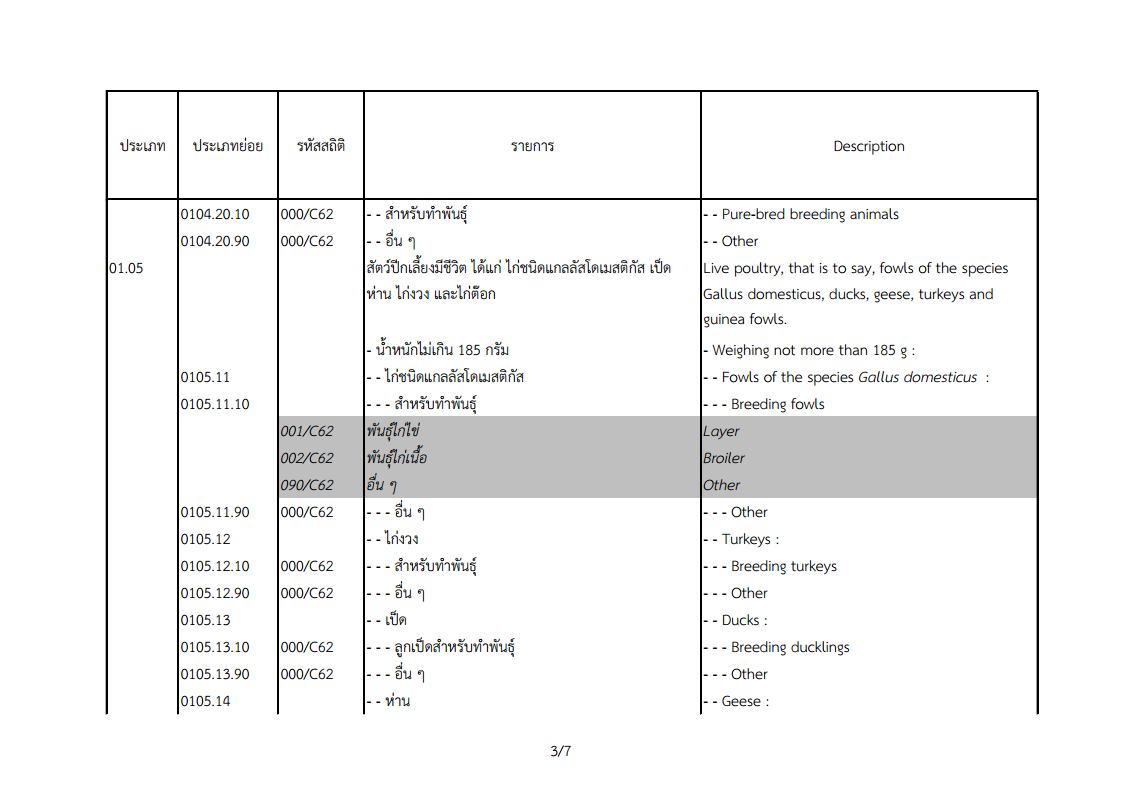 ประเภท ประเภทย่อย รหัสสถิติ รายการ Description
0104.20.10 000/C62 - - สำหรับทำพันธุ์ - - Pure-bred breeding animals
0104.20.90 000/C62 - - อื่น ๆ - - Other
01.05 สัตว์ปีกเลี้ยงมีชีวิต ได้แก่ ไก่ชนิดแกลลัสโดเมสติกัส เป็ด Live poultry, that is to say, fowls of the species
ห่าน ไก่งวง และไก่ต๊อก Gallus domesticus, ducks, geese, turkeys and
guinea fowls.
- น้ำหนักไม่เกิน 185 กรัม - Weighing not more than 185 g :
0105.11 - - ไก่ชนิดแกลลัสโดเมสติกัส - - Fowls of the species Gallus domesticus :
0105.11.10 - - - สำหรับทำพันธุ์ - - - Breeding fowls
001/C62 พันธุ์ไก่ไข่ Layer
002/C62 พันธุ์ไก่เนื้อ Broiler
090/C62 อื่น ๆ Other
0105.11.90 000/C62 - - - อื่น ๆ - - - Other
0105.12 - - ไก่งวง - - Turkeys :
0105.12.10 000/C62 - - - สำหรับทำพันธุ์ - - - Breeding turkeys
0105.12.90 000/C62 - - - อื่น ๆ - - - Other
0105.13 - - เป็ด - - Ducks :
0105.13.10 000/C62 - - - ลูกเป็ดสำหรับทำพันธุ์ - - - Breeding ducklings
0105.13.90 000/C62 - - - อื่น ๆ - - - Other
0105.14 - - ห่าน - - Geese :
3/7